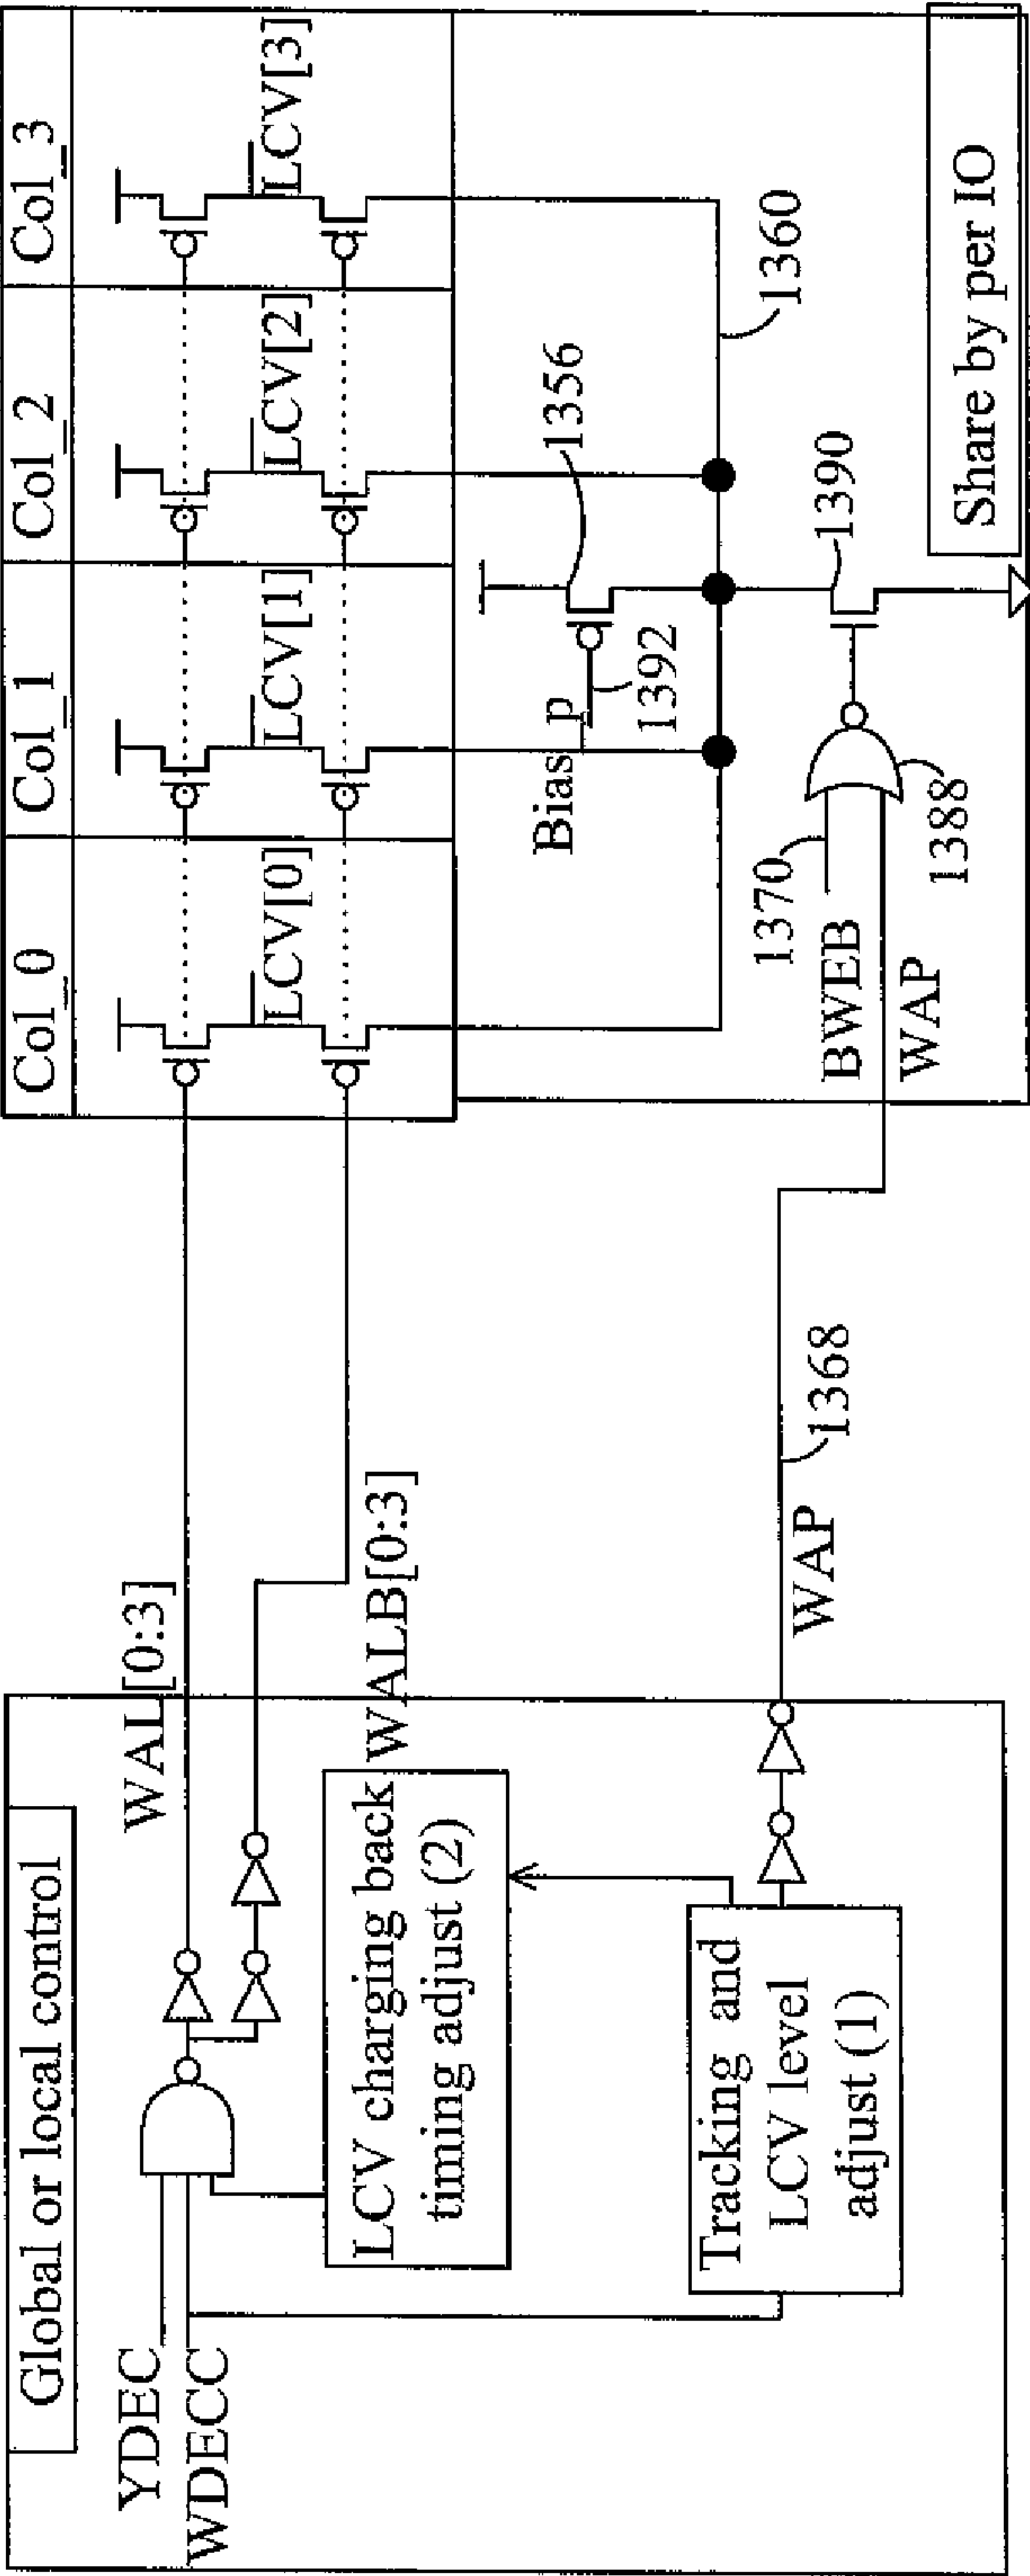 Global or local control
YDEC
WDECC
WAL[0:3]
WALB[0:3]
LCV charging back
timing adjust (2)
Tracking and
LCV level
adjust (1)
WAP
1368
Col_0
Col_1
Col_2
Col_3
LCV[0]
LCV[1]
LCV[2]
LCV[3]
Bias_p
1392
1356
1360
1370
BWEB
WAP
1388
1390
Share by per IO